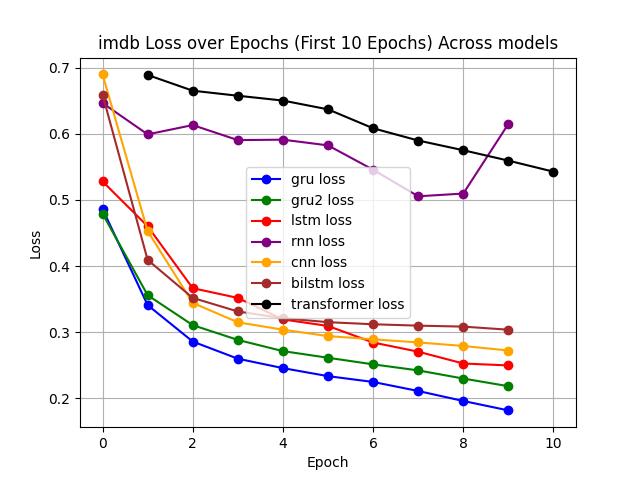 imdb Loss over Epochs (First 10 Epochs) Across models
0.7
0.6
0.5
0.4
0.3
0.2
Loss
gru loss
gru2 loss
lstm loss
rnn loss
cnn loss
bilstm loss
transformer loss
0 2 4 6 8 10
Epoch